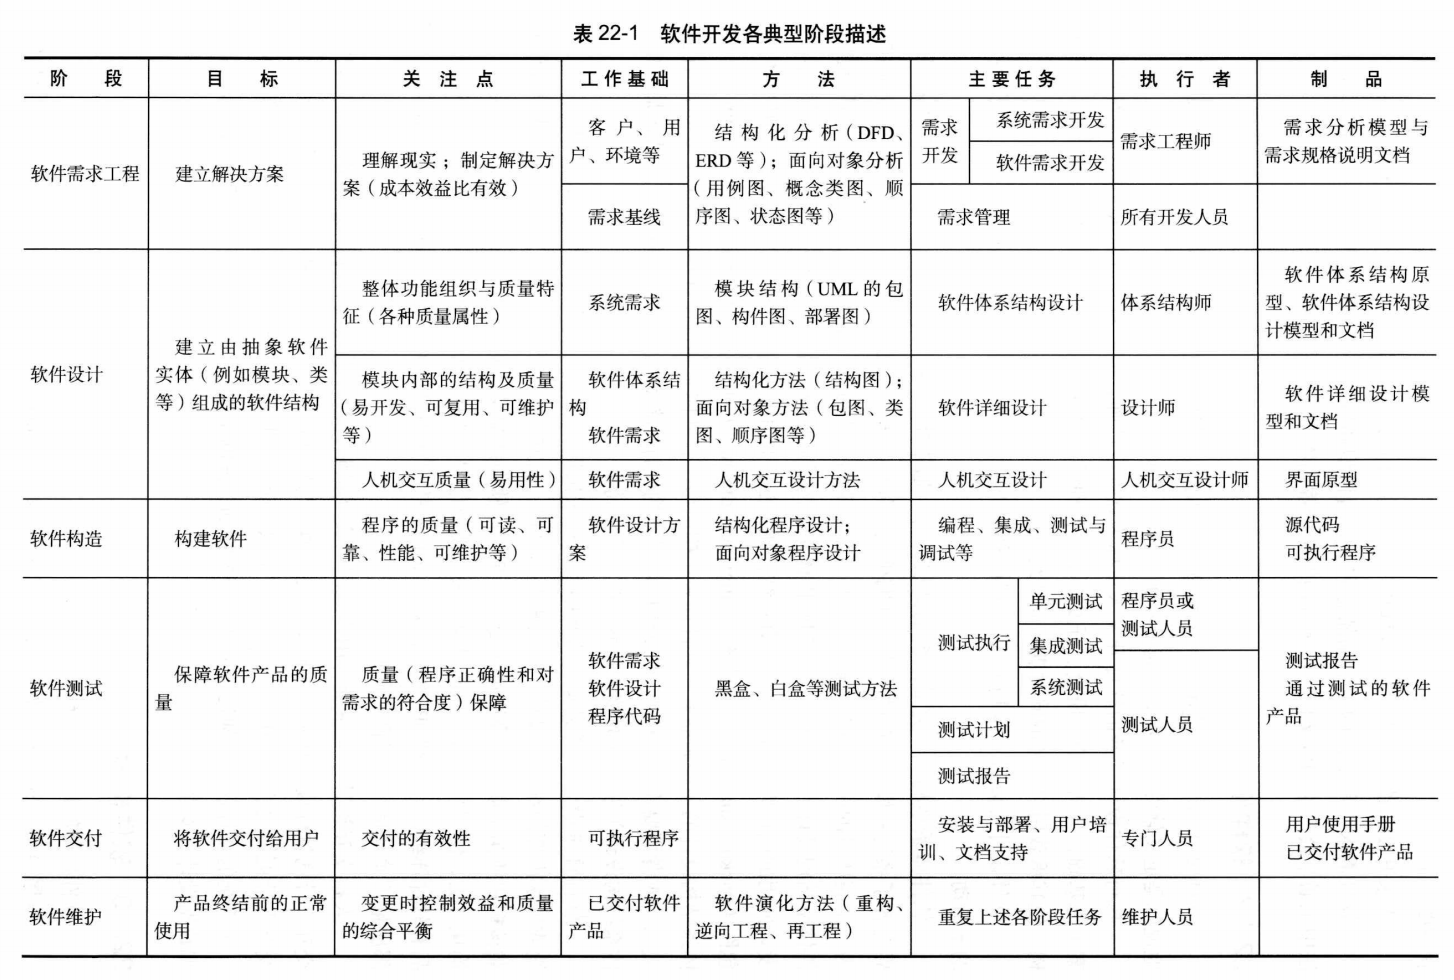 表 22-1 软件开发各典型阶段描述
阶 段
目 标
关 注 点
工作基础
方 法
主要任务
执 行 者
制 品
软件需求工程
建立解决方案
理解现实；制定解决方
案（成本效益比有效）
客户、用
户、环境等
需求基线
结构化分析（DFD、
ERD 等）；面向对象分析
（用例图、概念类图、顺
序图、状态图等）
需求
开发
系统需求开发
软件需求开发
需求管理
需求工程师
所有开发人员
需求分析模型与
需求规格说明文档
软件设计
建立由抽象软件
实体（例如模块、类
等）组成的软件结构
整体功能组织与质量特
征（各种质量属性）
系统需求
模块结构（UML 的包
图、构件图、部署图）
软件体系结构设计
体系结构师
软件体系结构原
型、软件体系结构设
计模型和文档
模块内部的结构及质量
（易开发、可复用、可维护
等）
软件体系结
构
软件需求
结构化方法（结构图）；
面向对象方法（包图、类
图、顺序图等）
软件详细设计
设计师
软件详细设计模
型和文档
人机交互质量（易用性）
软件需求
人机交互设计方法
人机交互设计
人机交互设计师
界面原型
软件构造
构建软件
程序的质量（可读、可
靠、性能、可维护等）
软件设计方
案
结构化程序设计；
面向对象程序设计
编程、集成、测试与
调试等
程序员
源代码
可执行程序
软件测试
保障软件产品的质
量
质量（程序正确性和对
需求的符合度）保障
软件需求
软件设计
程序代码
黑盒、白盒等测试方法
测试执行
单元测试
集成测试
系统测试
测试计划
测试报告
程序员或
测试人员
测试人员
测试报告
通过测试的软件
产品
软件交付
将软件交付给用户
交付的有效性
可执行程序
安装与部署、用户培
训、文档支持
专门人员
用户使用手册
已交付软件产品
软件维护
产品终结前的正常
使用
变更时控制效益和质量
的综合平衡
已交付软件
产品
软件演化方法（重构、
逆向工程、再工程）
重复上述各阶段任务
维护人员